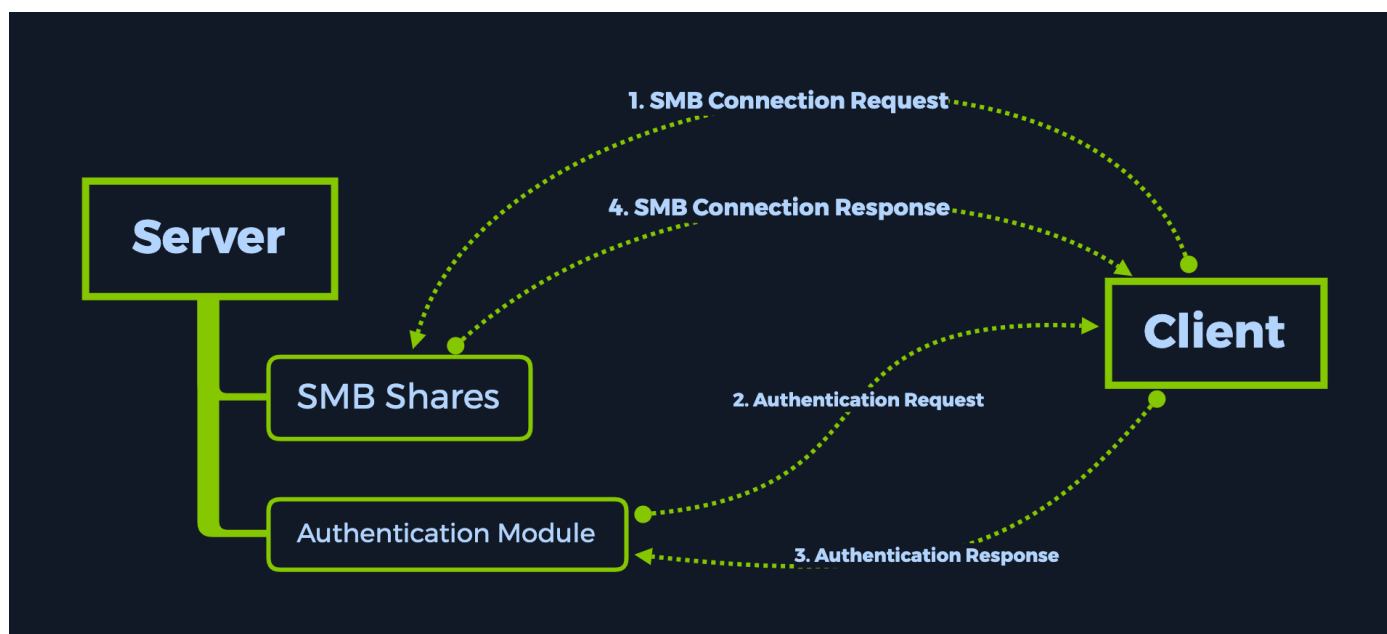 1. SMB Connection Request
4. SMB Connection Response
Server
Client
SMB Shares
2. Authentication Request
Authentication Module
3. Authentication Response